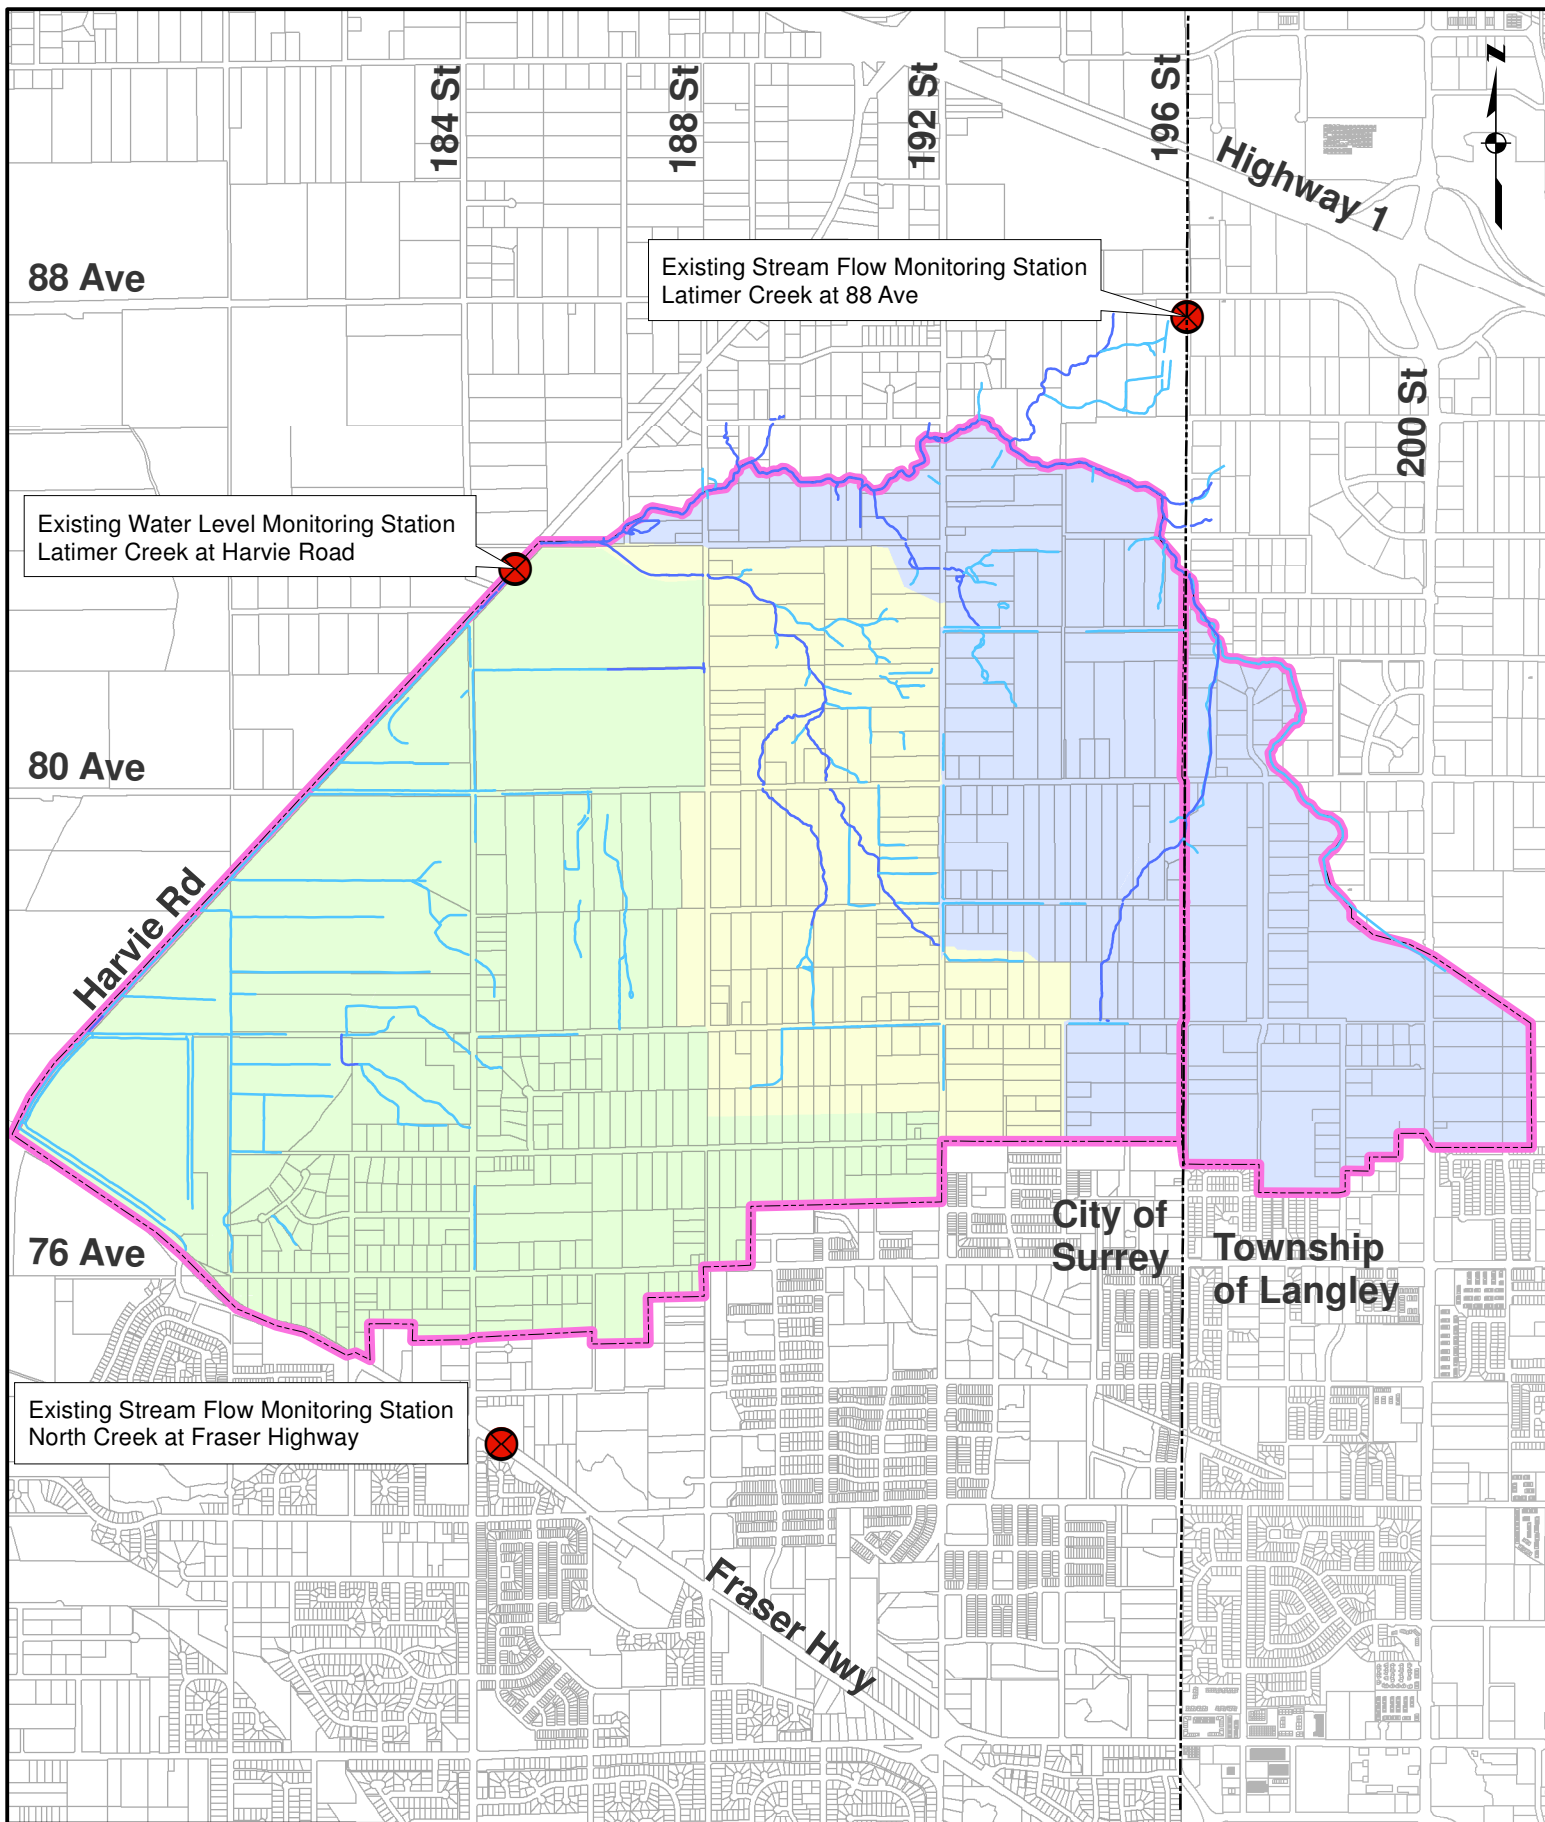 184 St
188 St
192 St
196 St
Z
Highway 1
88 Ave
Existing Stream Flow Monitoring Station
Latimer Creek at 88 Ave
200 St
Existing Water Level Monitoring Station
Latimer Creek at Harvie Road
80 Ave
Harvie Rd
City of
Surrey
Township
of Langley
76 Ave
Existing Stream Flow Monitoring Station
North Creek at Fraser Highway
Fraser Hwy